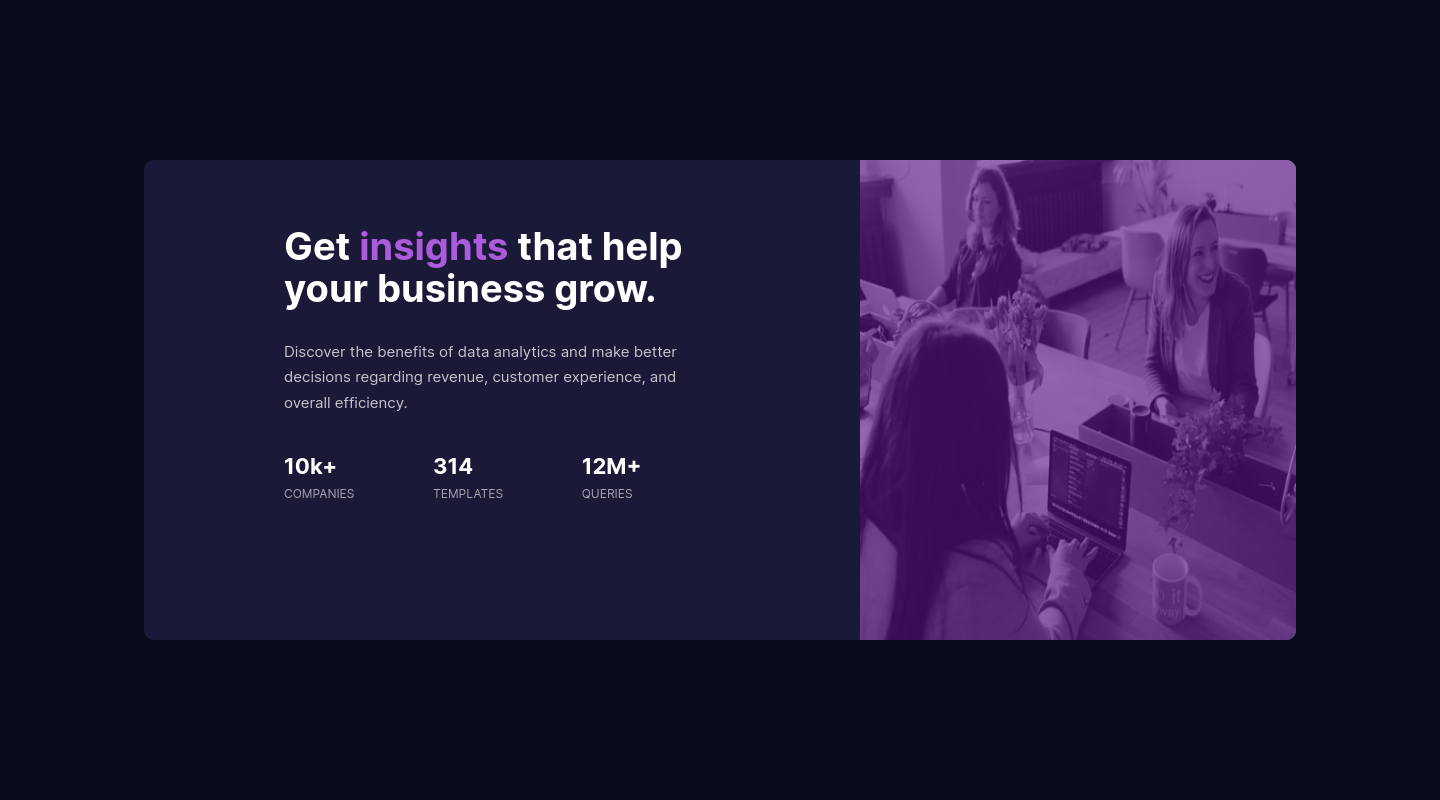 Get insights that help
your business grow.
Discover the benefits of data analytics and make better
decisions regarding revenue, customer experience, and
overall efficiency.
10k+ 314 12M+
COMPANIES TEMPLATES QUERIES